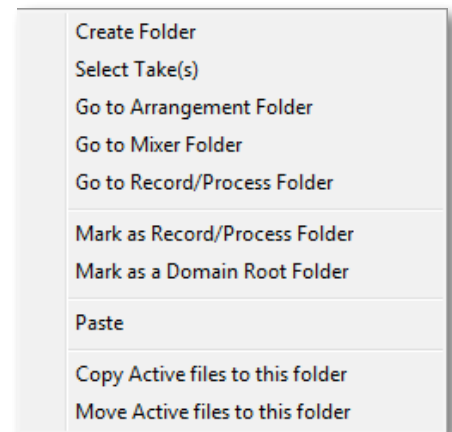 Create Folder
Select Take(s)
Go to Arrangement Folder
Go to Mixer Folder
Go to Record/Process Folder
Mark as Record/Process Folder
Mark as a Domain Root Folder
Paste
Copy Active files to this folder
Move Active files to this folder